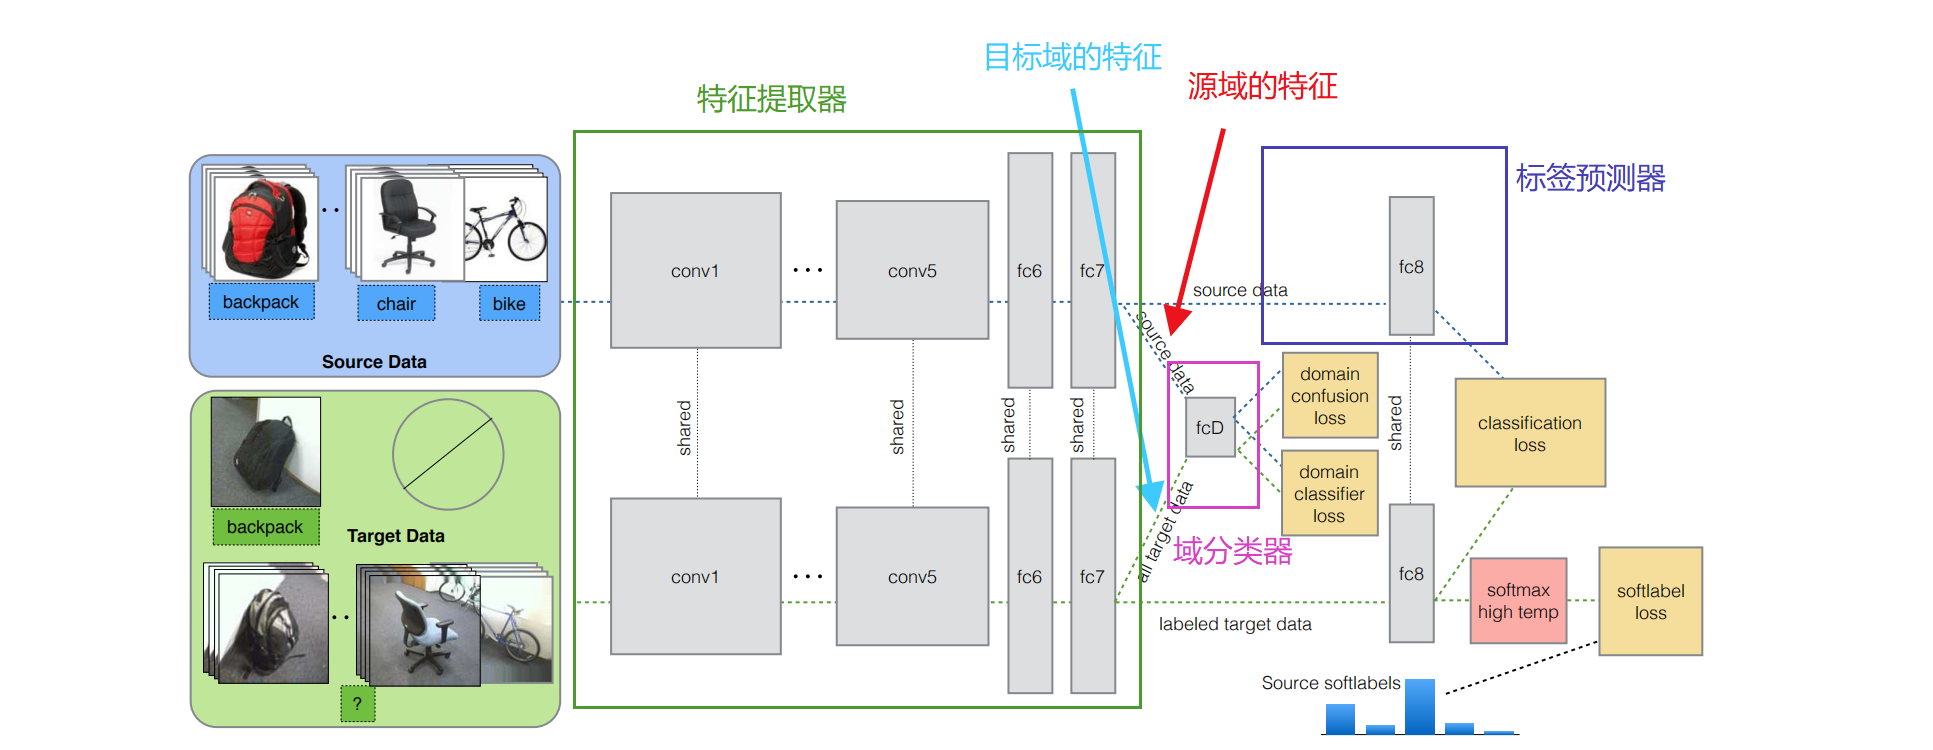 目标域的特征
源域的特征
特征提取器
标签预测器
backpack
chair
bike
Source Data
conv1
conv5
fc6
fc7
source data
source data
fc8
shared
shared
shared
shared
shared
fcD
domain
confusion
loss
domain
classifier
loss
classification
loss
backpack
Target Data
?
域分类器
all target data
conv1
conv5
fc6
fc7
labeled target data
fc8
softmax
high temp
softlabel
loss
Source softlabels